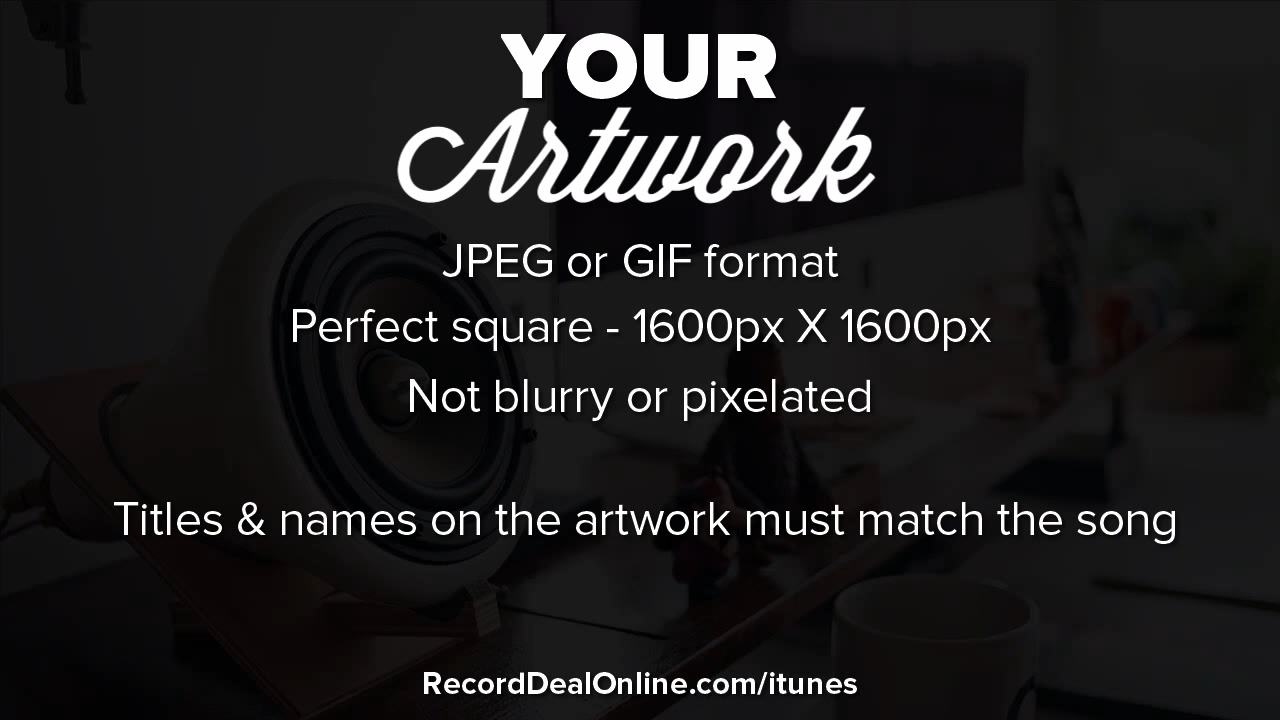 YOUR
Artwork
JPEG or GIF format
Perfect square - 1600px X 1600px
Not blurry or pixelated
Titles & names on the artwork must match the song
RecordDealOnline.com/itunes